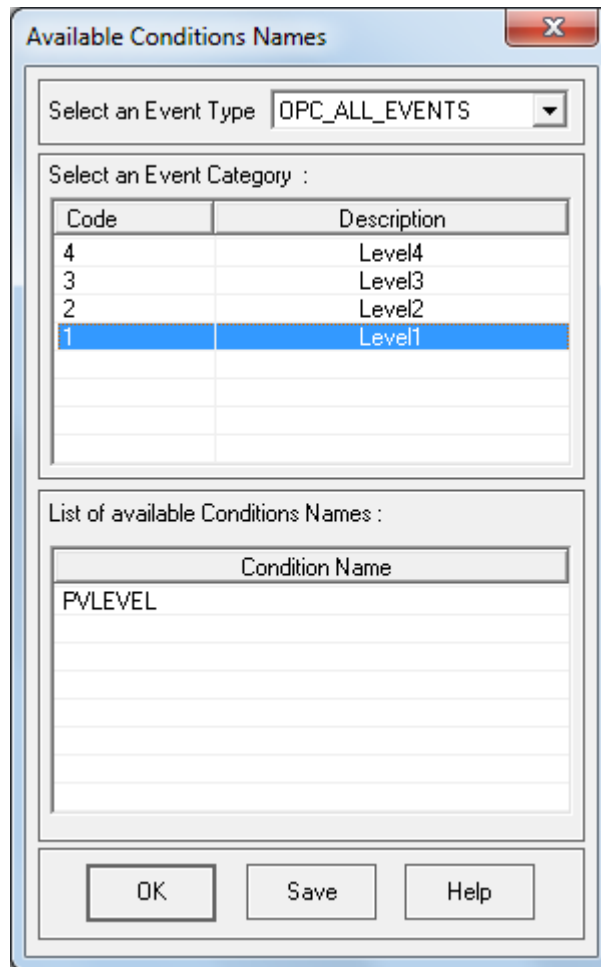 Available Conditions Names
Select an Event Type OPC_ALL_EVENTS
Select an Event Category :
Code Description
4 Level4
3 Level3
2 Level2
1 Level1
List of available Conditions Names :
Condition Name
PVLEVEL
OK Save Help